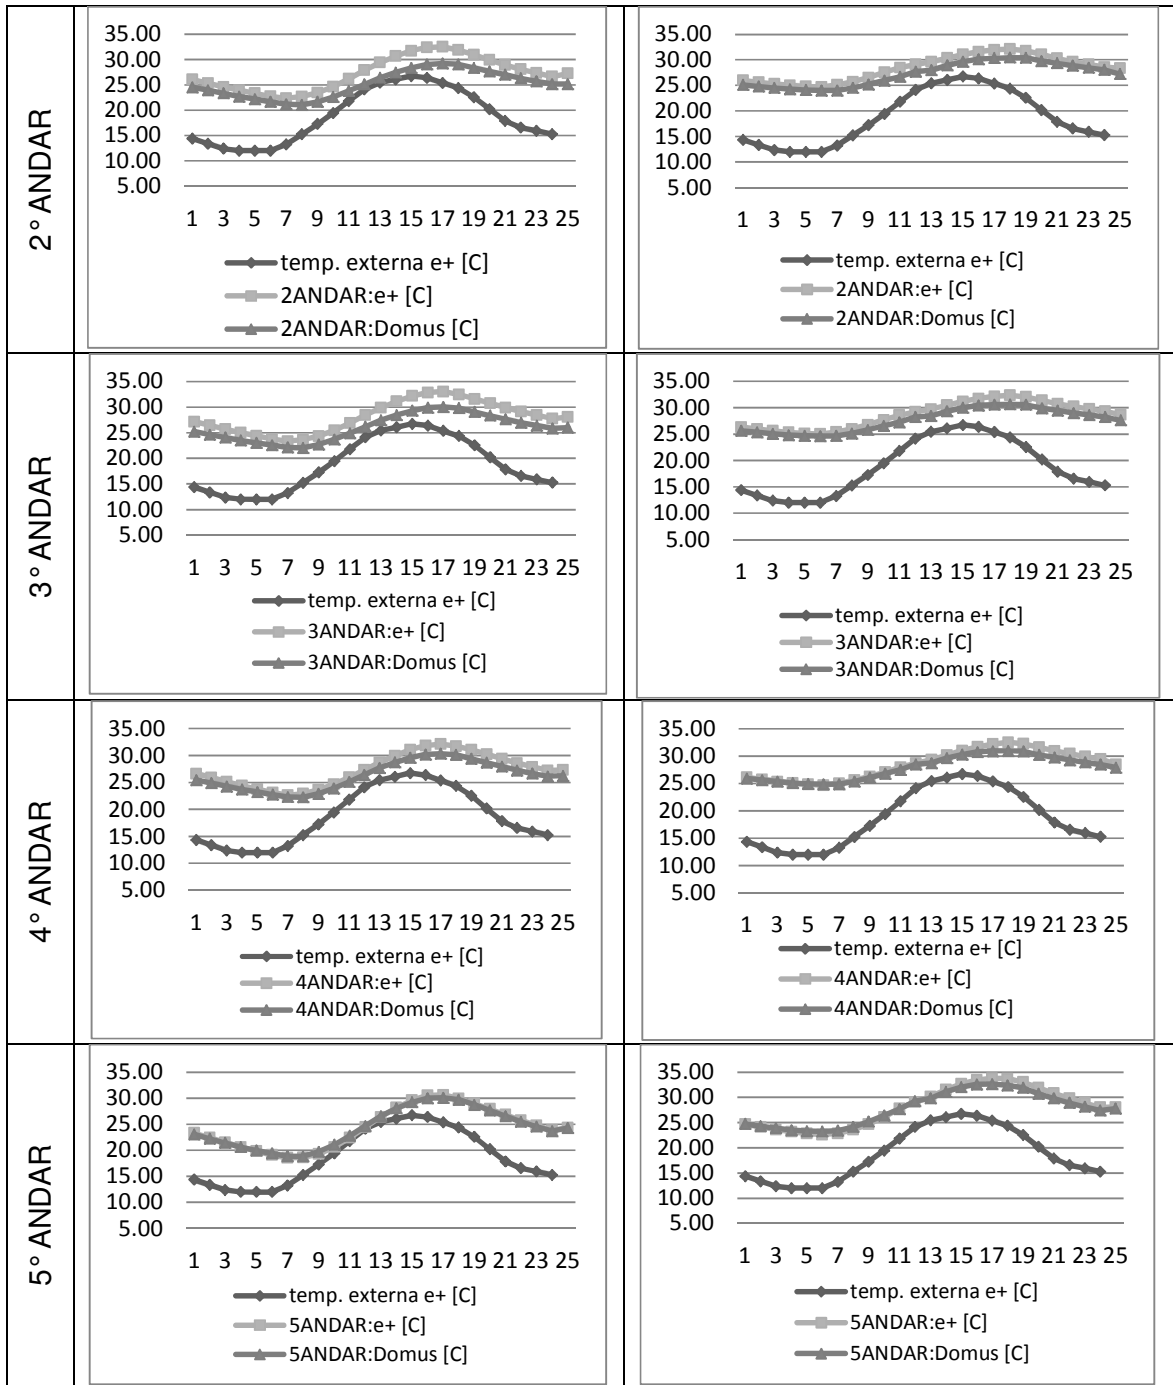 2° ANDAR
35.00
30.00
25.00
20.00
15.00
10.00
5.00
1 3 5 7 9 11 13 15 17 19 21 23 25
temp. externa e+ [C]
2ANDAR:e+ [C]
2ANDAR:Domus [C]
35.00
30.00
25.00
20.00
15.00
10.00
5.00
1 3 5 7 9 11 13 15 17 19 21 23 25
temp. externa e+ [C]
2ANDAR:e+ [C]
2ANDAR:Domus [C]
3° ANDAR
35.00
30.00
25.00
20.00
15.00
10.00
5.00
1 3 5 7 9 11 13 15 17 19 21 23 25
temp. externa e+ [C]
3ANDAR:e+ [C]
3ANDAR:Domus [C]
35.00
30.00
25.00
20.00
15.00
10.00
5.00
1 3 5 7 9 11 13 15 17 19 21 23 25
temp. externa e+ [C]
3ANDAR:e+ [C]
3ANDAR:Domus [C]
4° ANDAR
35.00
30.00
25.00
20.00
15.00
10.00
5.00
1 3 5 7 9 11 13 15 17 19 21 23 25
temp. externa e+ [C]
4ANDAR:e+ [C]
4ANDAR:Domus [C]
35.00
30.00
25.00
20.00
15.00
10.00
5.00
1 3 5 7 9 11 13 15 17 19 21 23 25
temp. externa e+ [C]
4ANDAR:e+ [C]
4ANDAR:Domus [C]
5° ANDAR
35.00
30.00
25.00
20.00
15.00
10.00
5.00
1 3 5 7 9 11 13 15 17 19 21 23 25
temp. externa e+ [C]
5ANDAR:e+ [C]
5ANDAR:Domus [C]
35.00
30.00
25.00
20.00
15.00
10.00
5.00
1 3 5 7 9 11 13 15 17 19 21 23 25
temp. externa e+ [C]
5ANDAR:e+ [C]
5ANDAR:Domus [C]